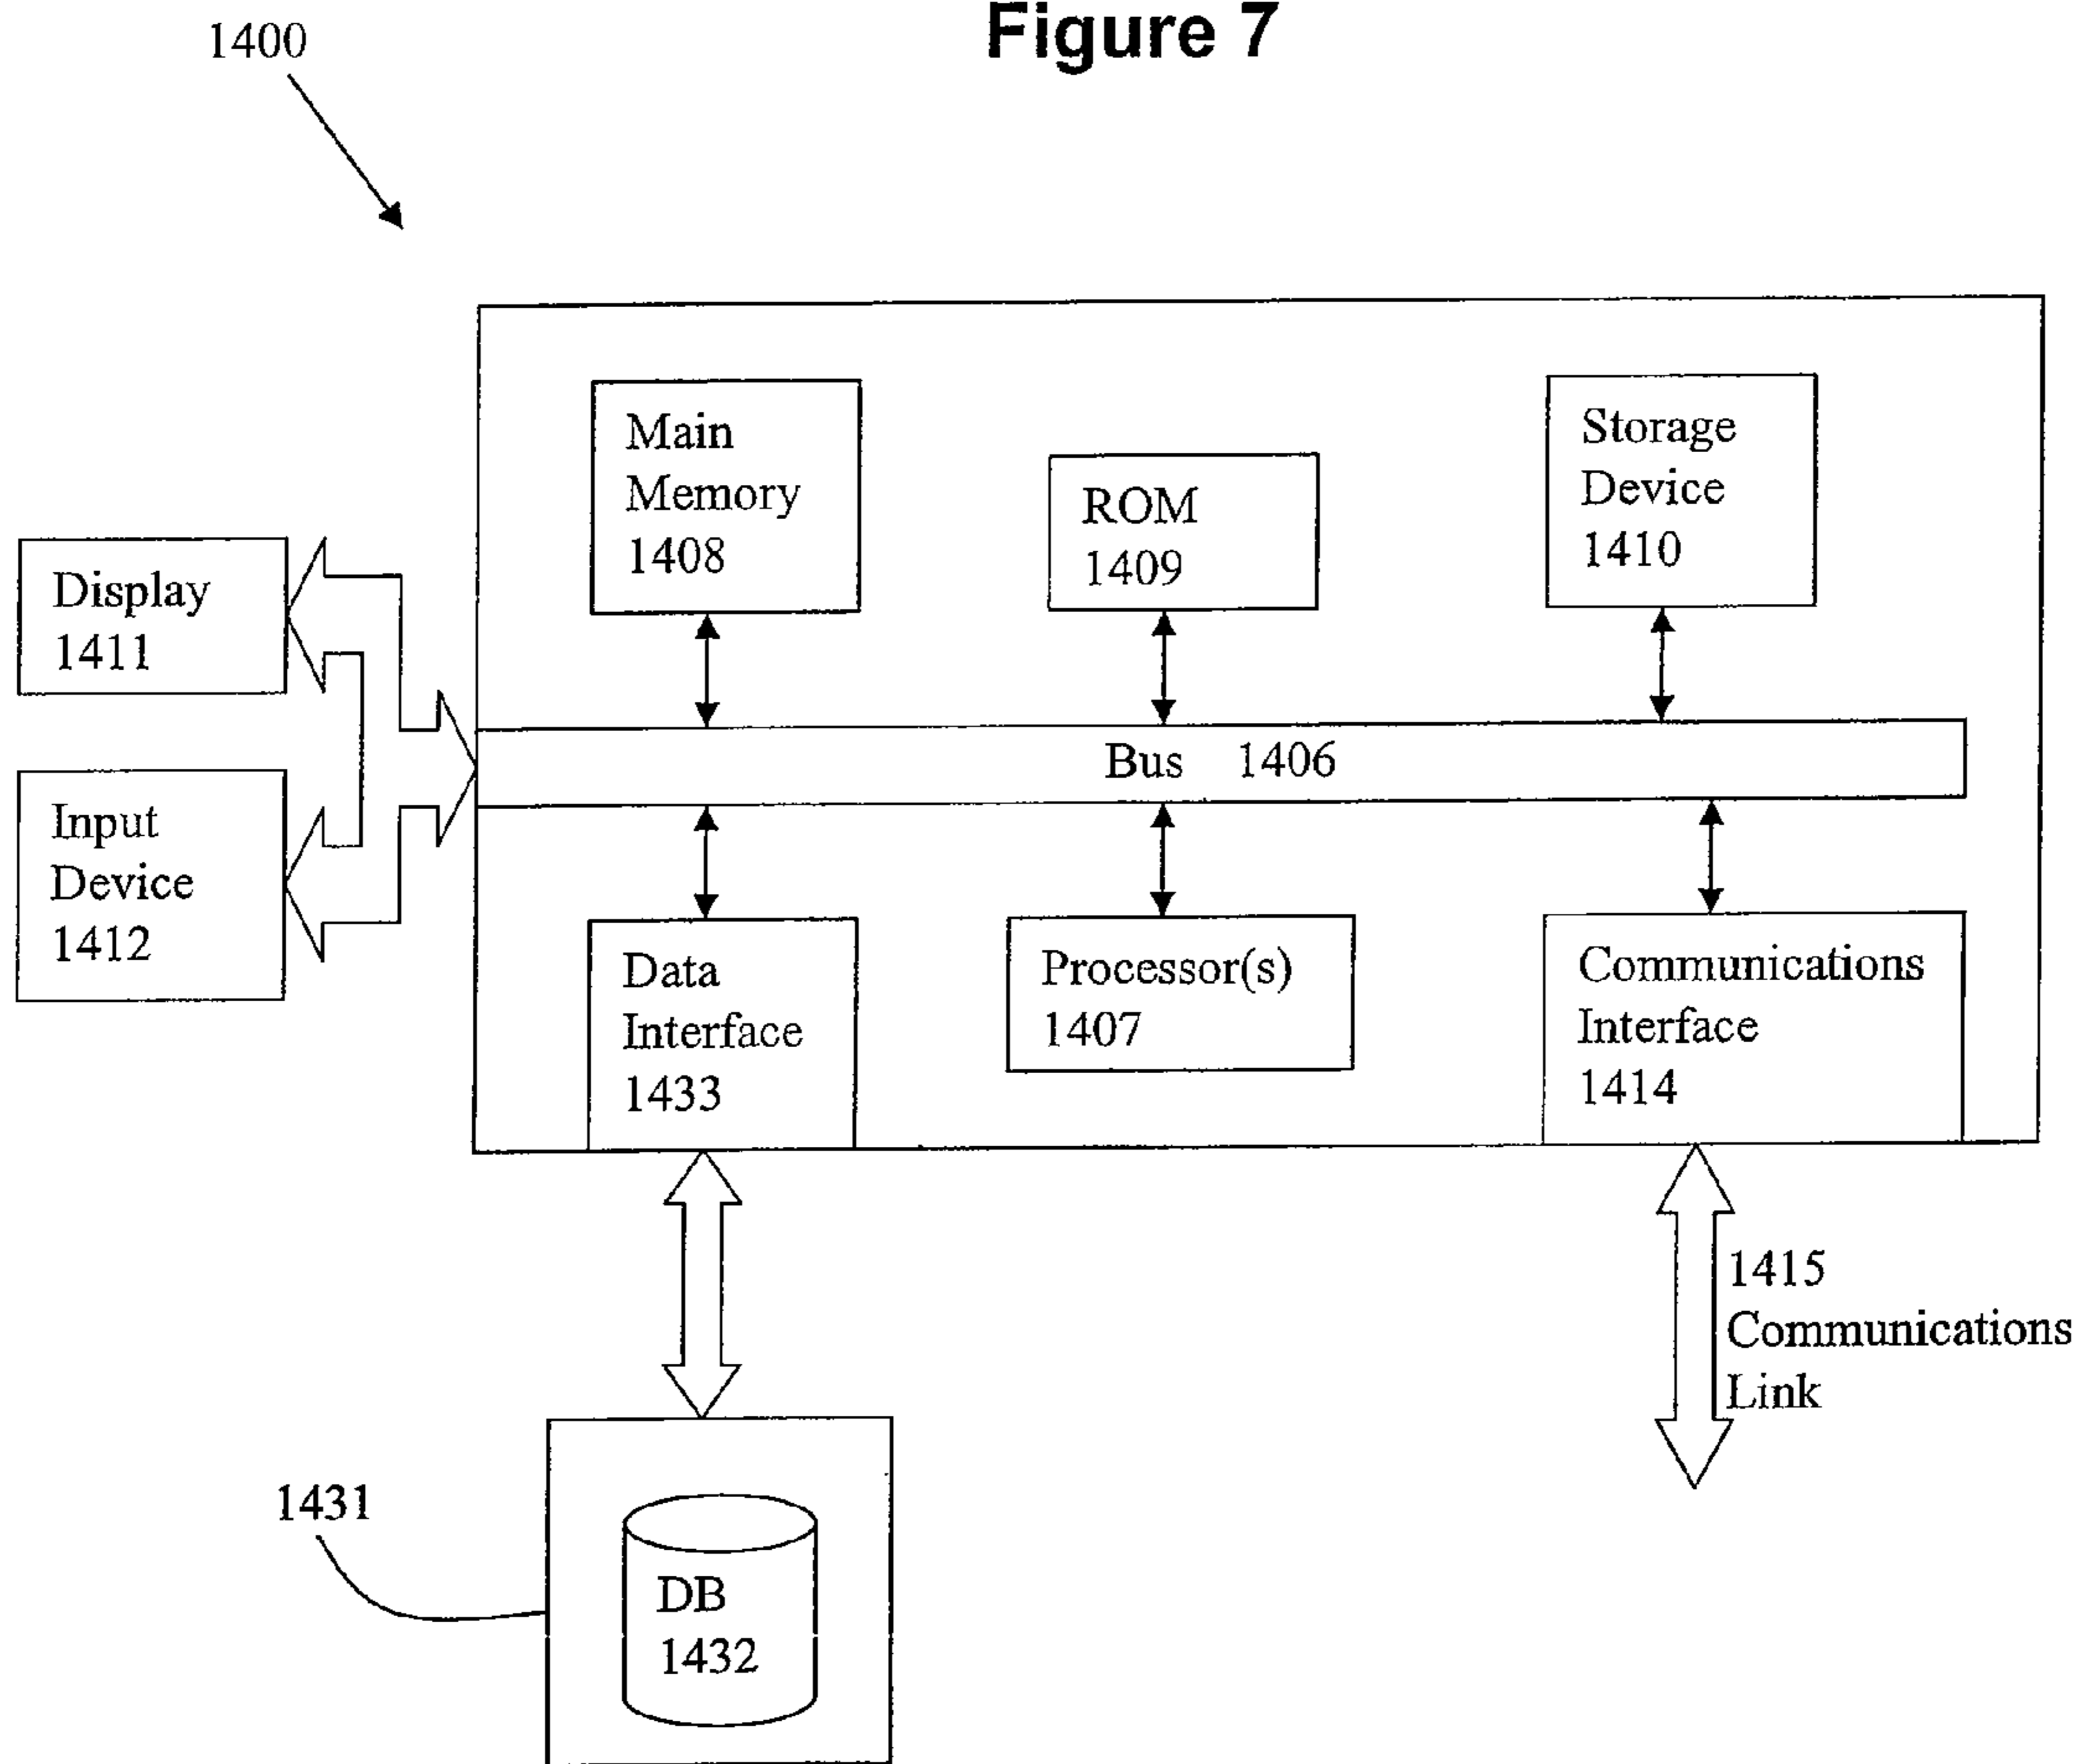 Figure 7
1400
Main
Memory
1408
ROM
1409
Storage
Device
1410
Display
1411
Bus 1406
Input
Device
1412
Data
Interface
1433
Processor(s)
1407
Communications
Interface
1414
1415
Communications
Link
1431
DB
1432